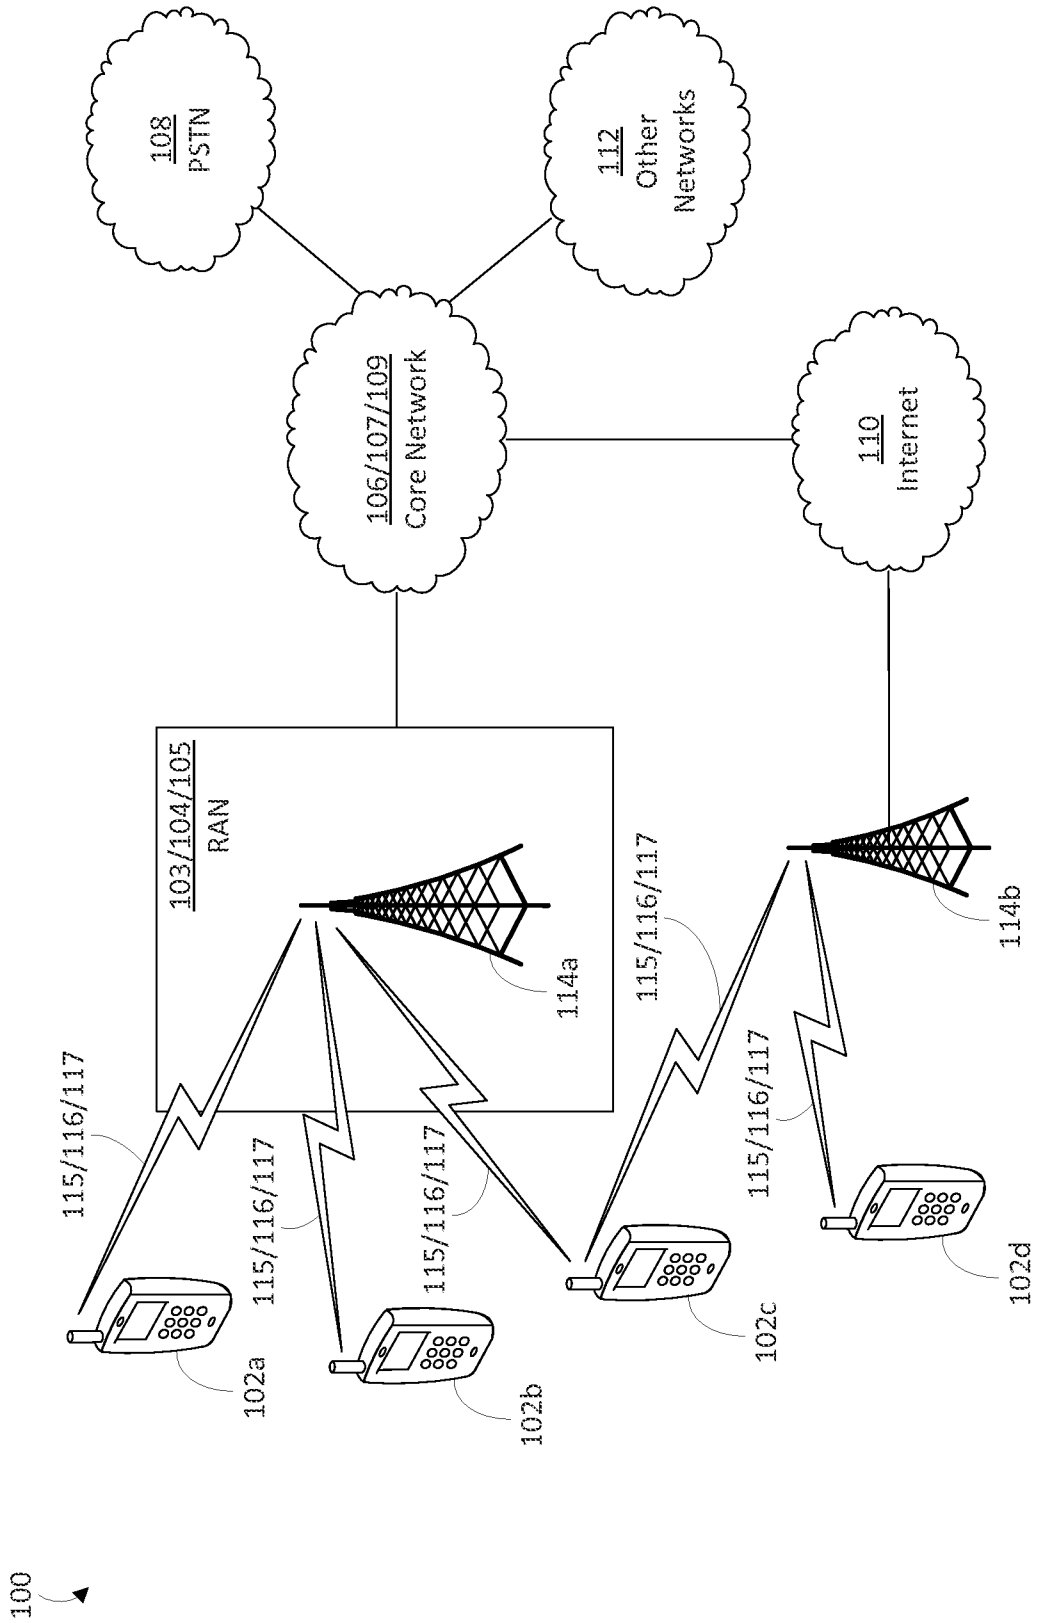 100
102a
115/116/117
103/104/105
RAN
108
PSTN
102b
115/116/117
114a
106/107/109
Core Network
112
Other
Networks
115/116/117
102c
115/116/117
115/116/117
102d
114b
110
Internet